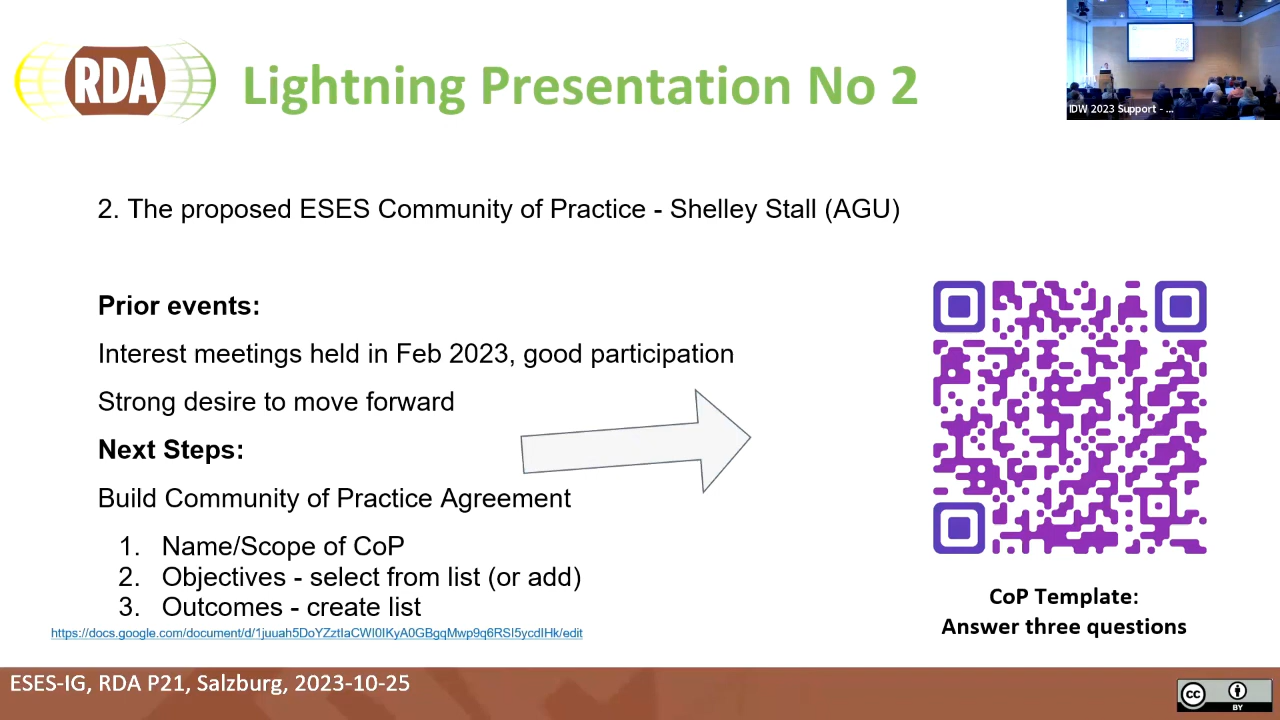 RDA
Lightning Presentation No 2
IDW 2023 Support - ...
2. The proposed ESES Community of Practice - Shelley Stall (AGU)
Prior events:
Interest meetings held in Feb 2023, good participation
Strong desire to move forward
Next Steps:
Build Community of Practice Agreement
1. Name/Scope of CoP
2. Objectives - select from list (or add)
3. Outcomes - create list
https://docs.google.com/document/d/1juuah5DoYZztIaCWI0IKyA0GBgqMwp9q6RSI5ycdIHk/edit
CoP Template:
Answer three questions
ESES-IG, RDA P21, Salzburg, 2023-10-25
cc
BY